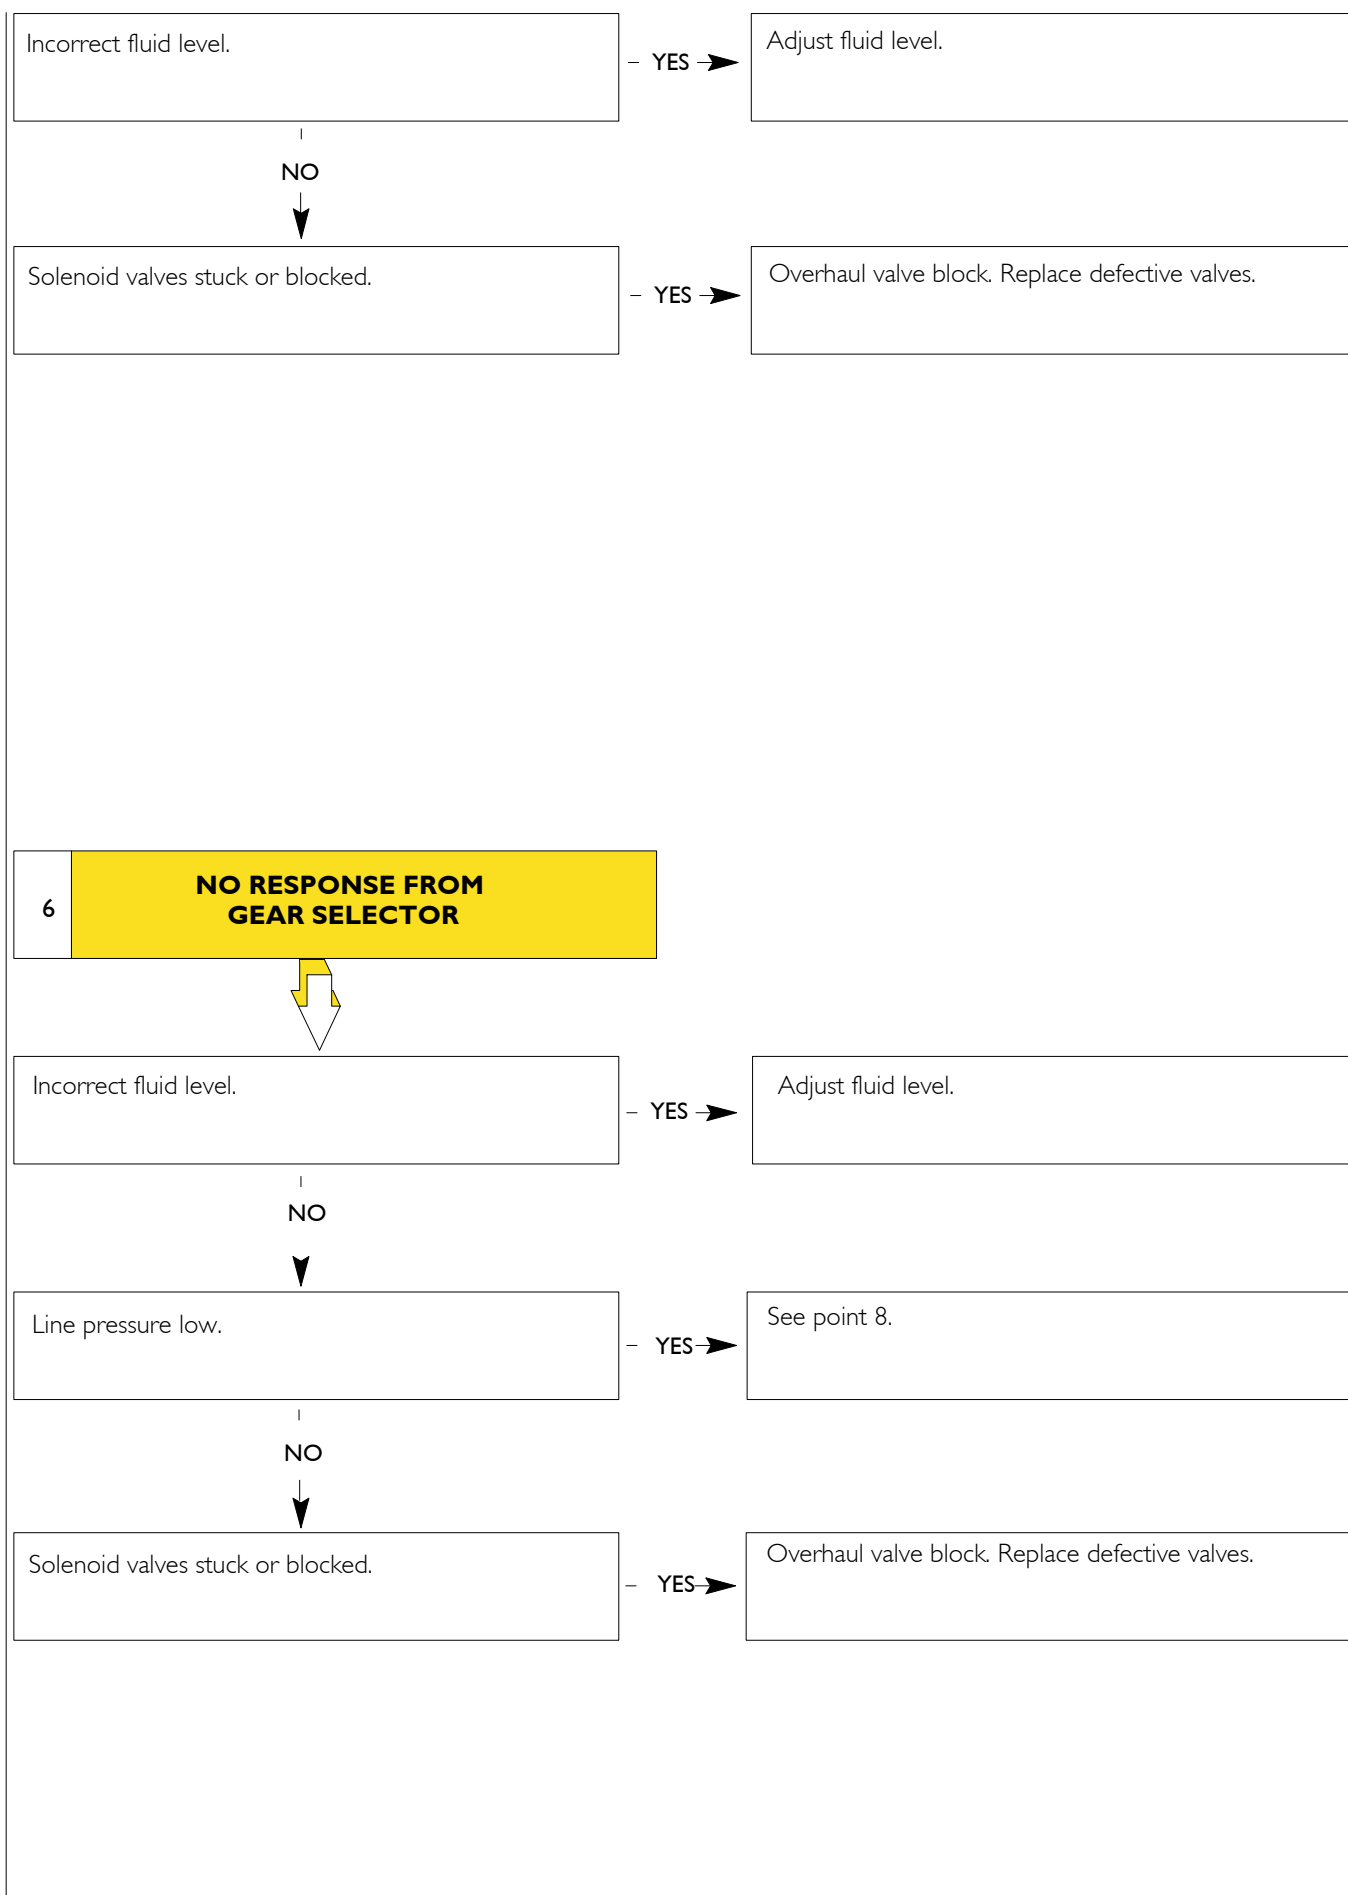 Incorrect fluid level.
YES
Adjust fluid level.
NO
Solenoid valves stuck or blocked.
YES
Overhaul valve block. Replace defective valves.
6
NO RESPONSE FROM
GEAR SELECTOR
Incorrect fluid level.
YES
Adjust fluid level.
NO
Line pressure low.
YES
See point 8.
NO
Solenoid valves stuck or blocked.
YES
Overhaul valve block. Replace defective valves.